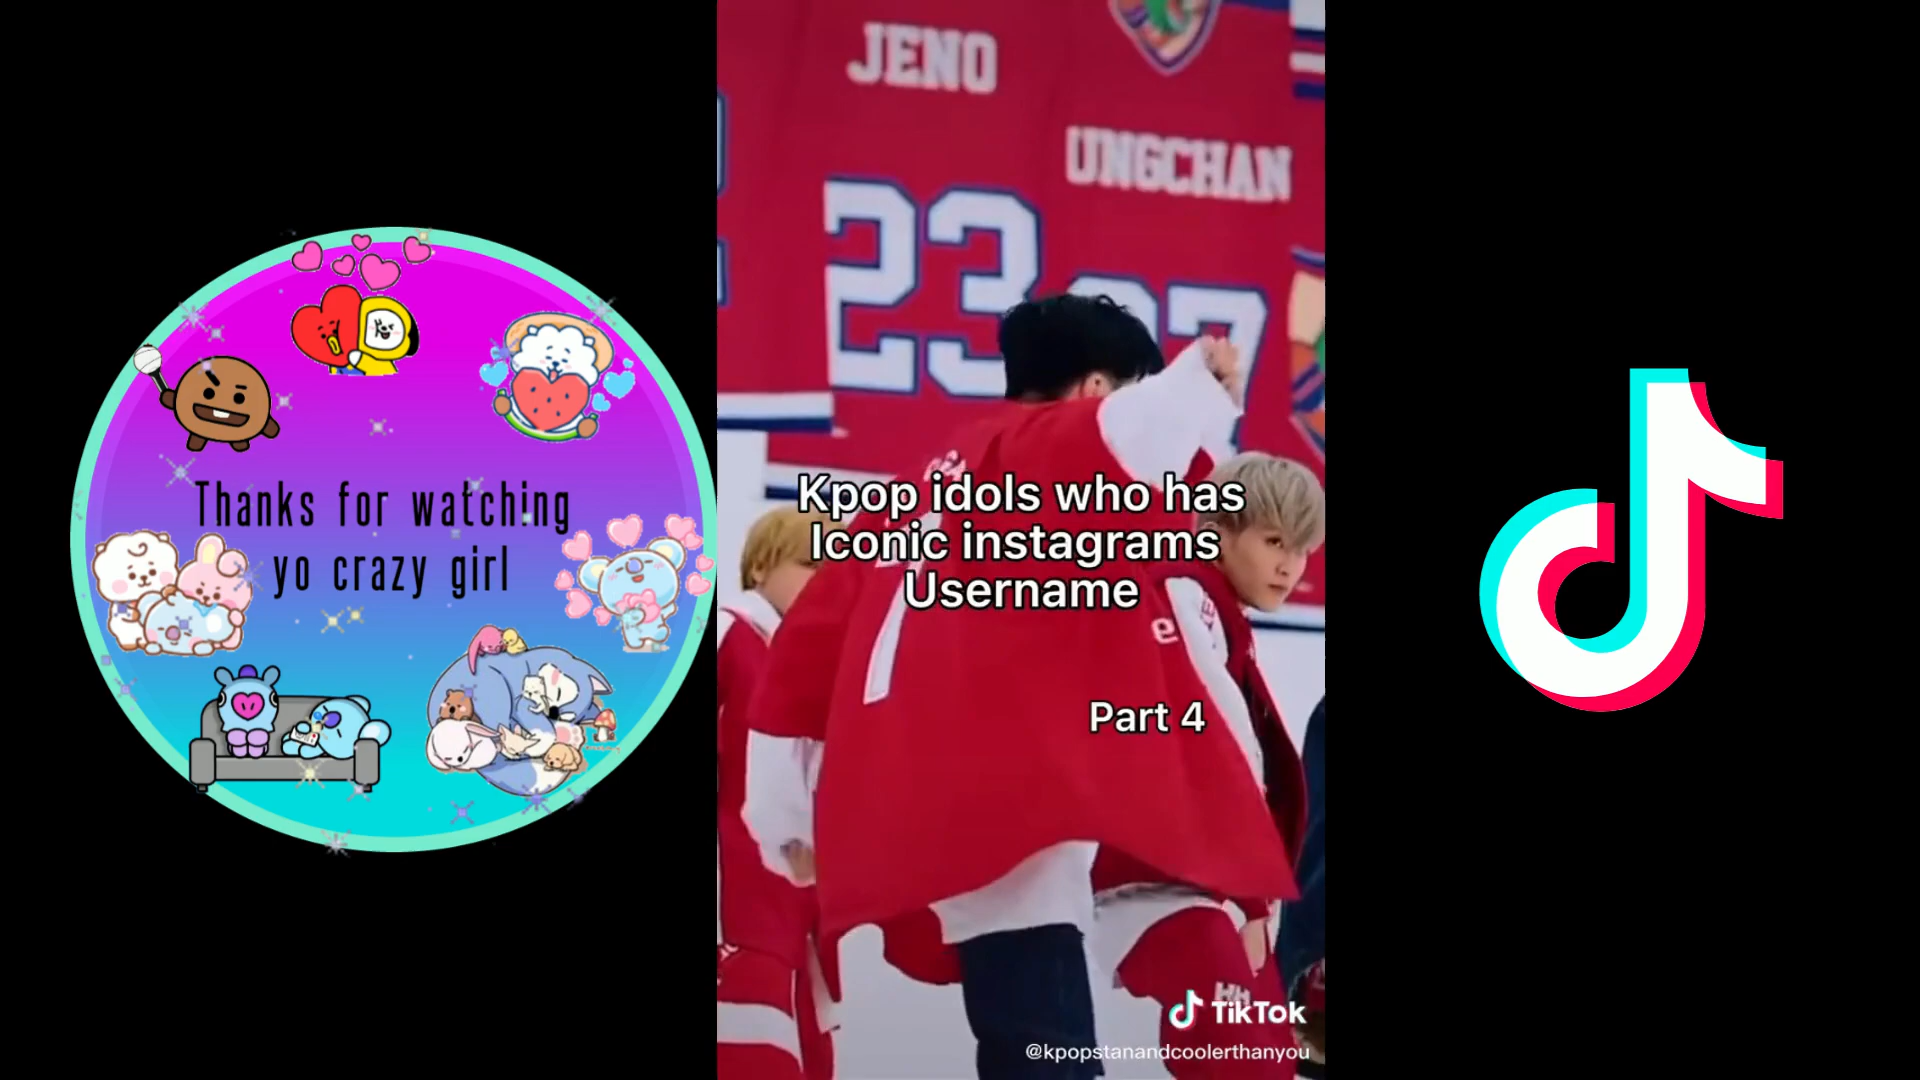 Thanks for watching
yo crazy girl
JENO
UNGCHAN
23
27
Kpop idols who has
Iconic instagrams
Username
Part 4
TikTok
@kpopstanandcoolerthanyou